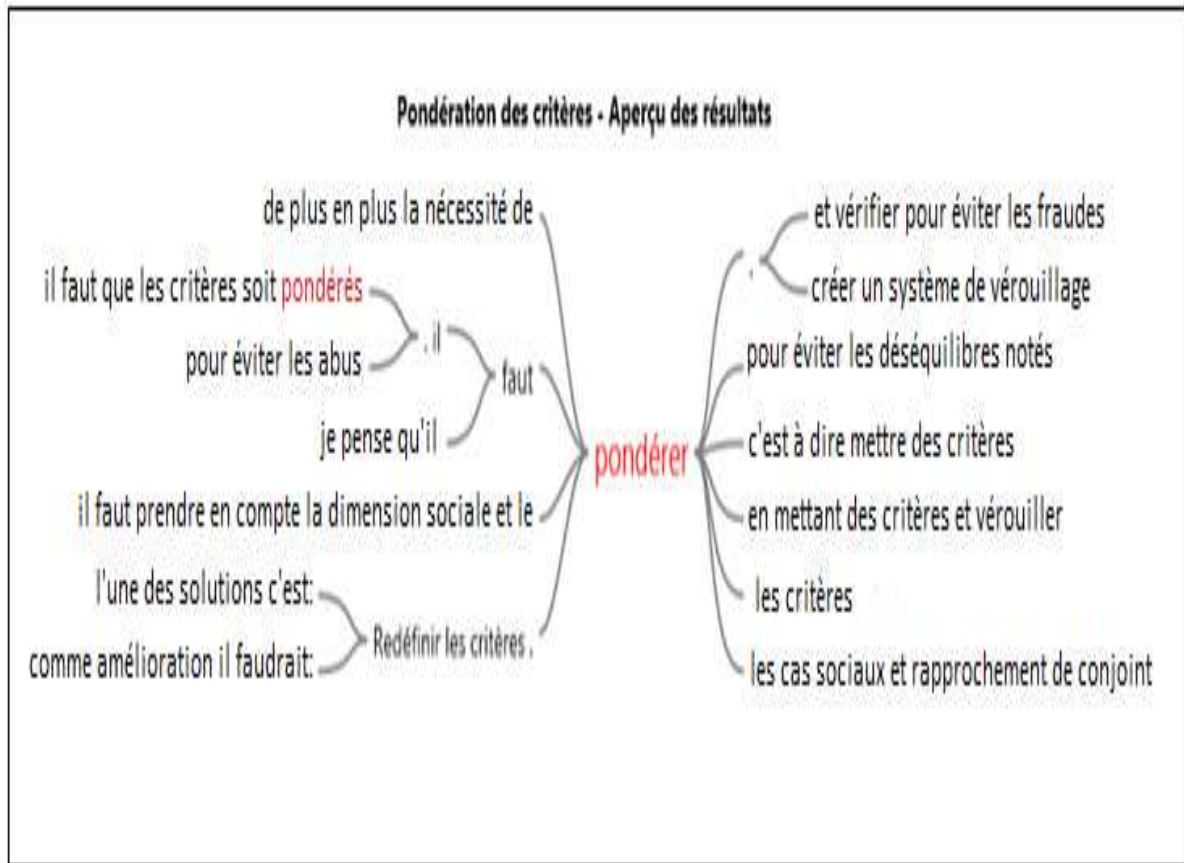 Pondération des critères - Aperçu des résultats
de plus en plus la nécessité de
il faut que les critères soit pondérés
pour éviter les abus
. il
je pense qu'il
faut
il faut prendre en compte la dimension sociale et le
l'une des solutions c'est:
comme amélioration il faudrait:
Redéfinir les critères .
pondérer
,
et vérifier pour éviter les fraudes
créer un système de vérouillage
pour éviter les déséquilibres notés
c'est à dire mettre des critères
en mettant des critères et vérouiller
les critères
les cas sociaux et rapprochement de conjoint